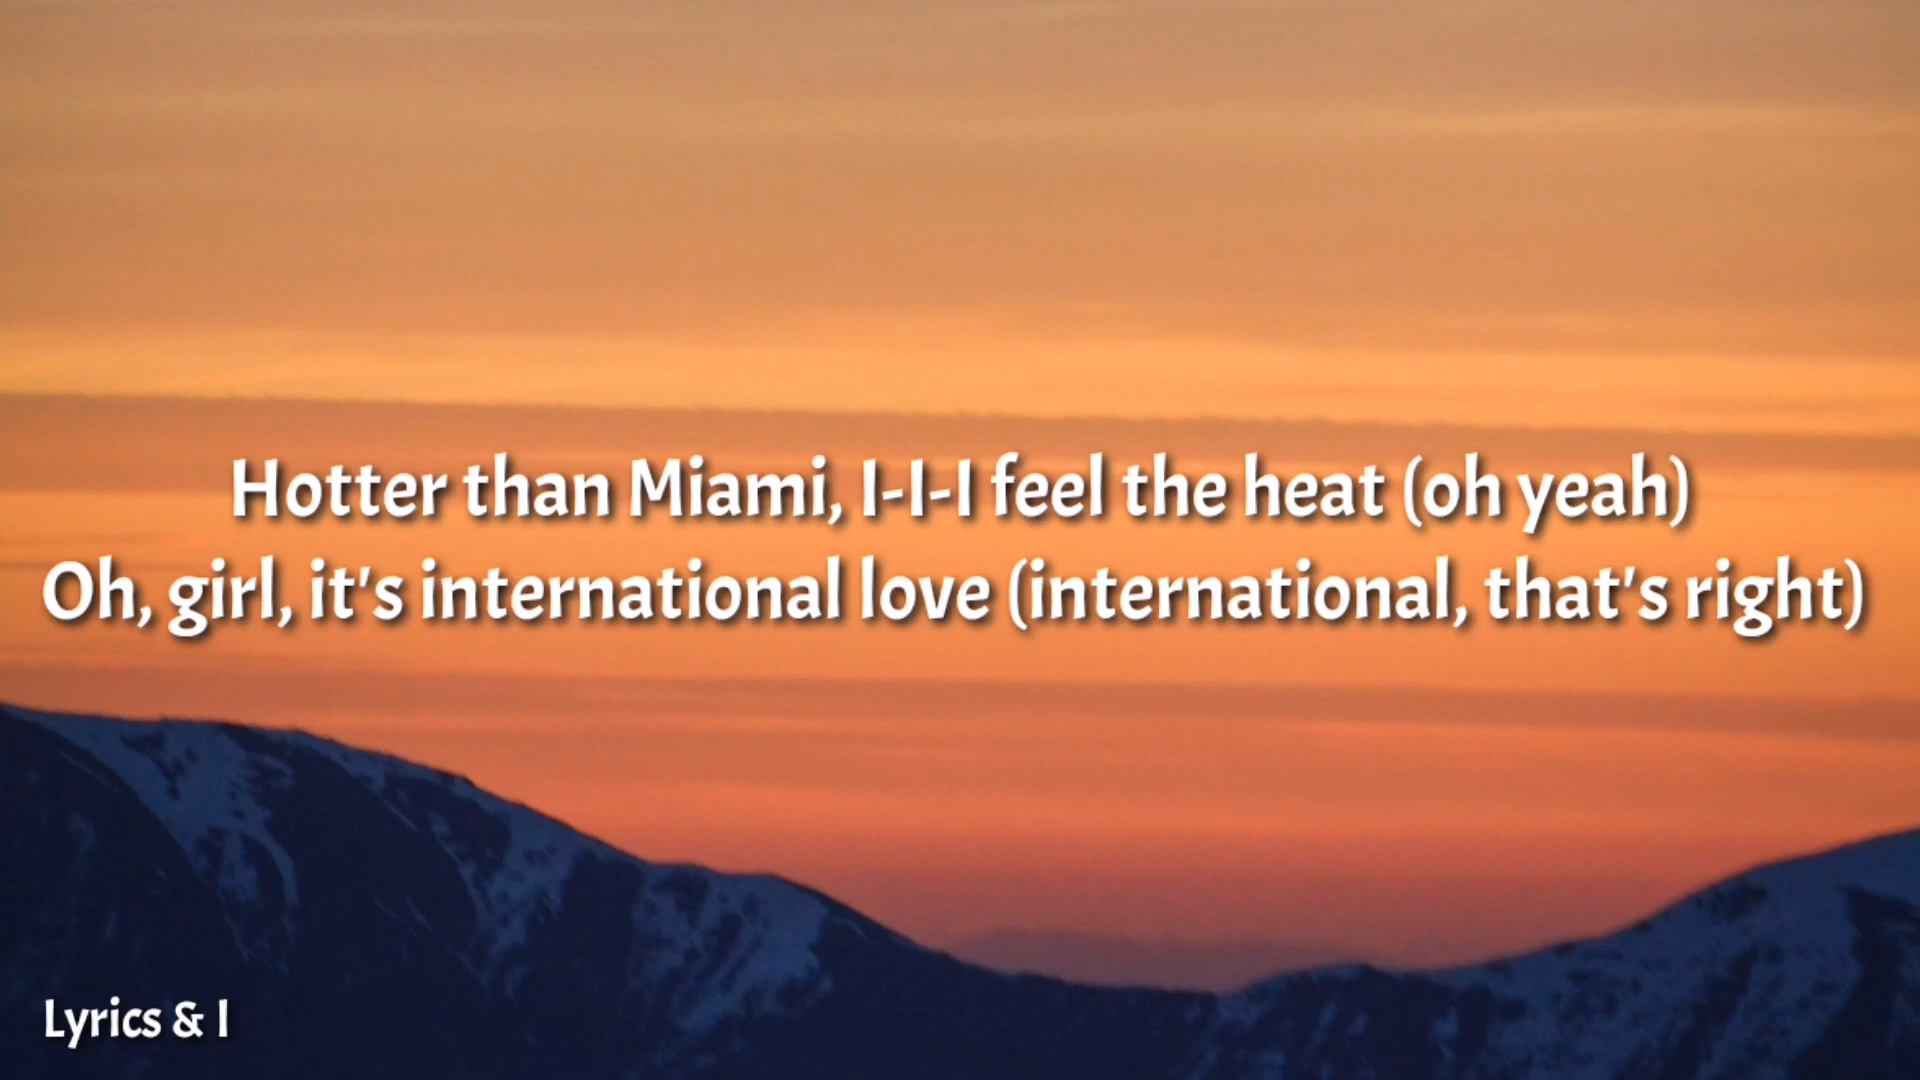 Hotter than Miami, I-I-I feel the heat (oh yeah)
Oh, girl, it's international love (international, that's right)
Lyrics & I